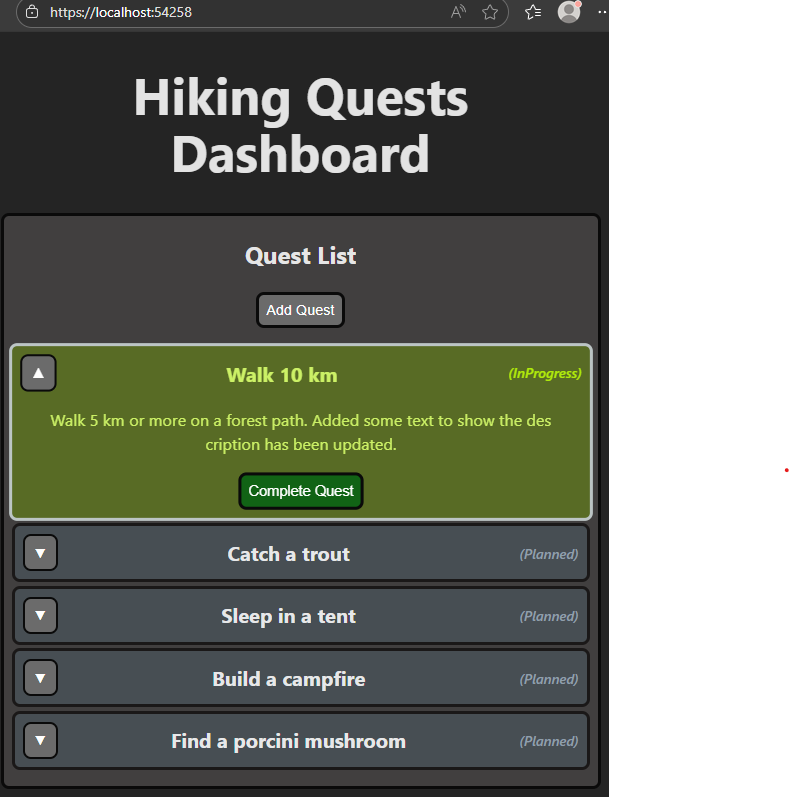 https://localhost:54258
Hiking Quests
Dashboard
Quest List
Add Quest
Walk 10 km
(InProgress)
Walk 5 km or more on a forest path. Added some text to show the des
cription has been updated.
Complete Quest
Catch a trout
(Planned)
Sleep in a tent
(Planned)
Build a campfire
(Planned)
Find a porcini mushroom
(Planned)